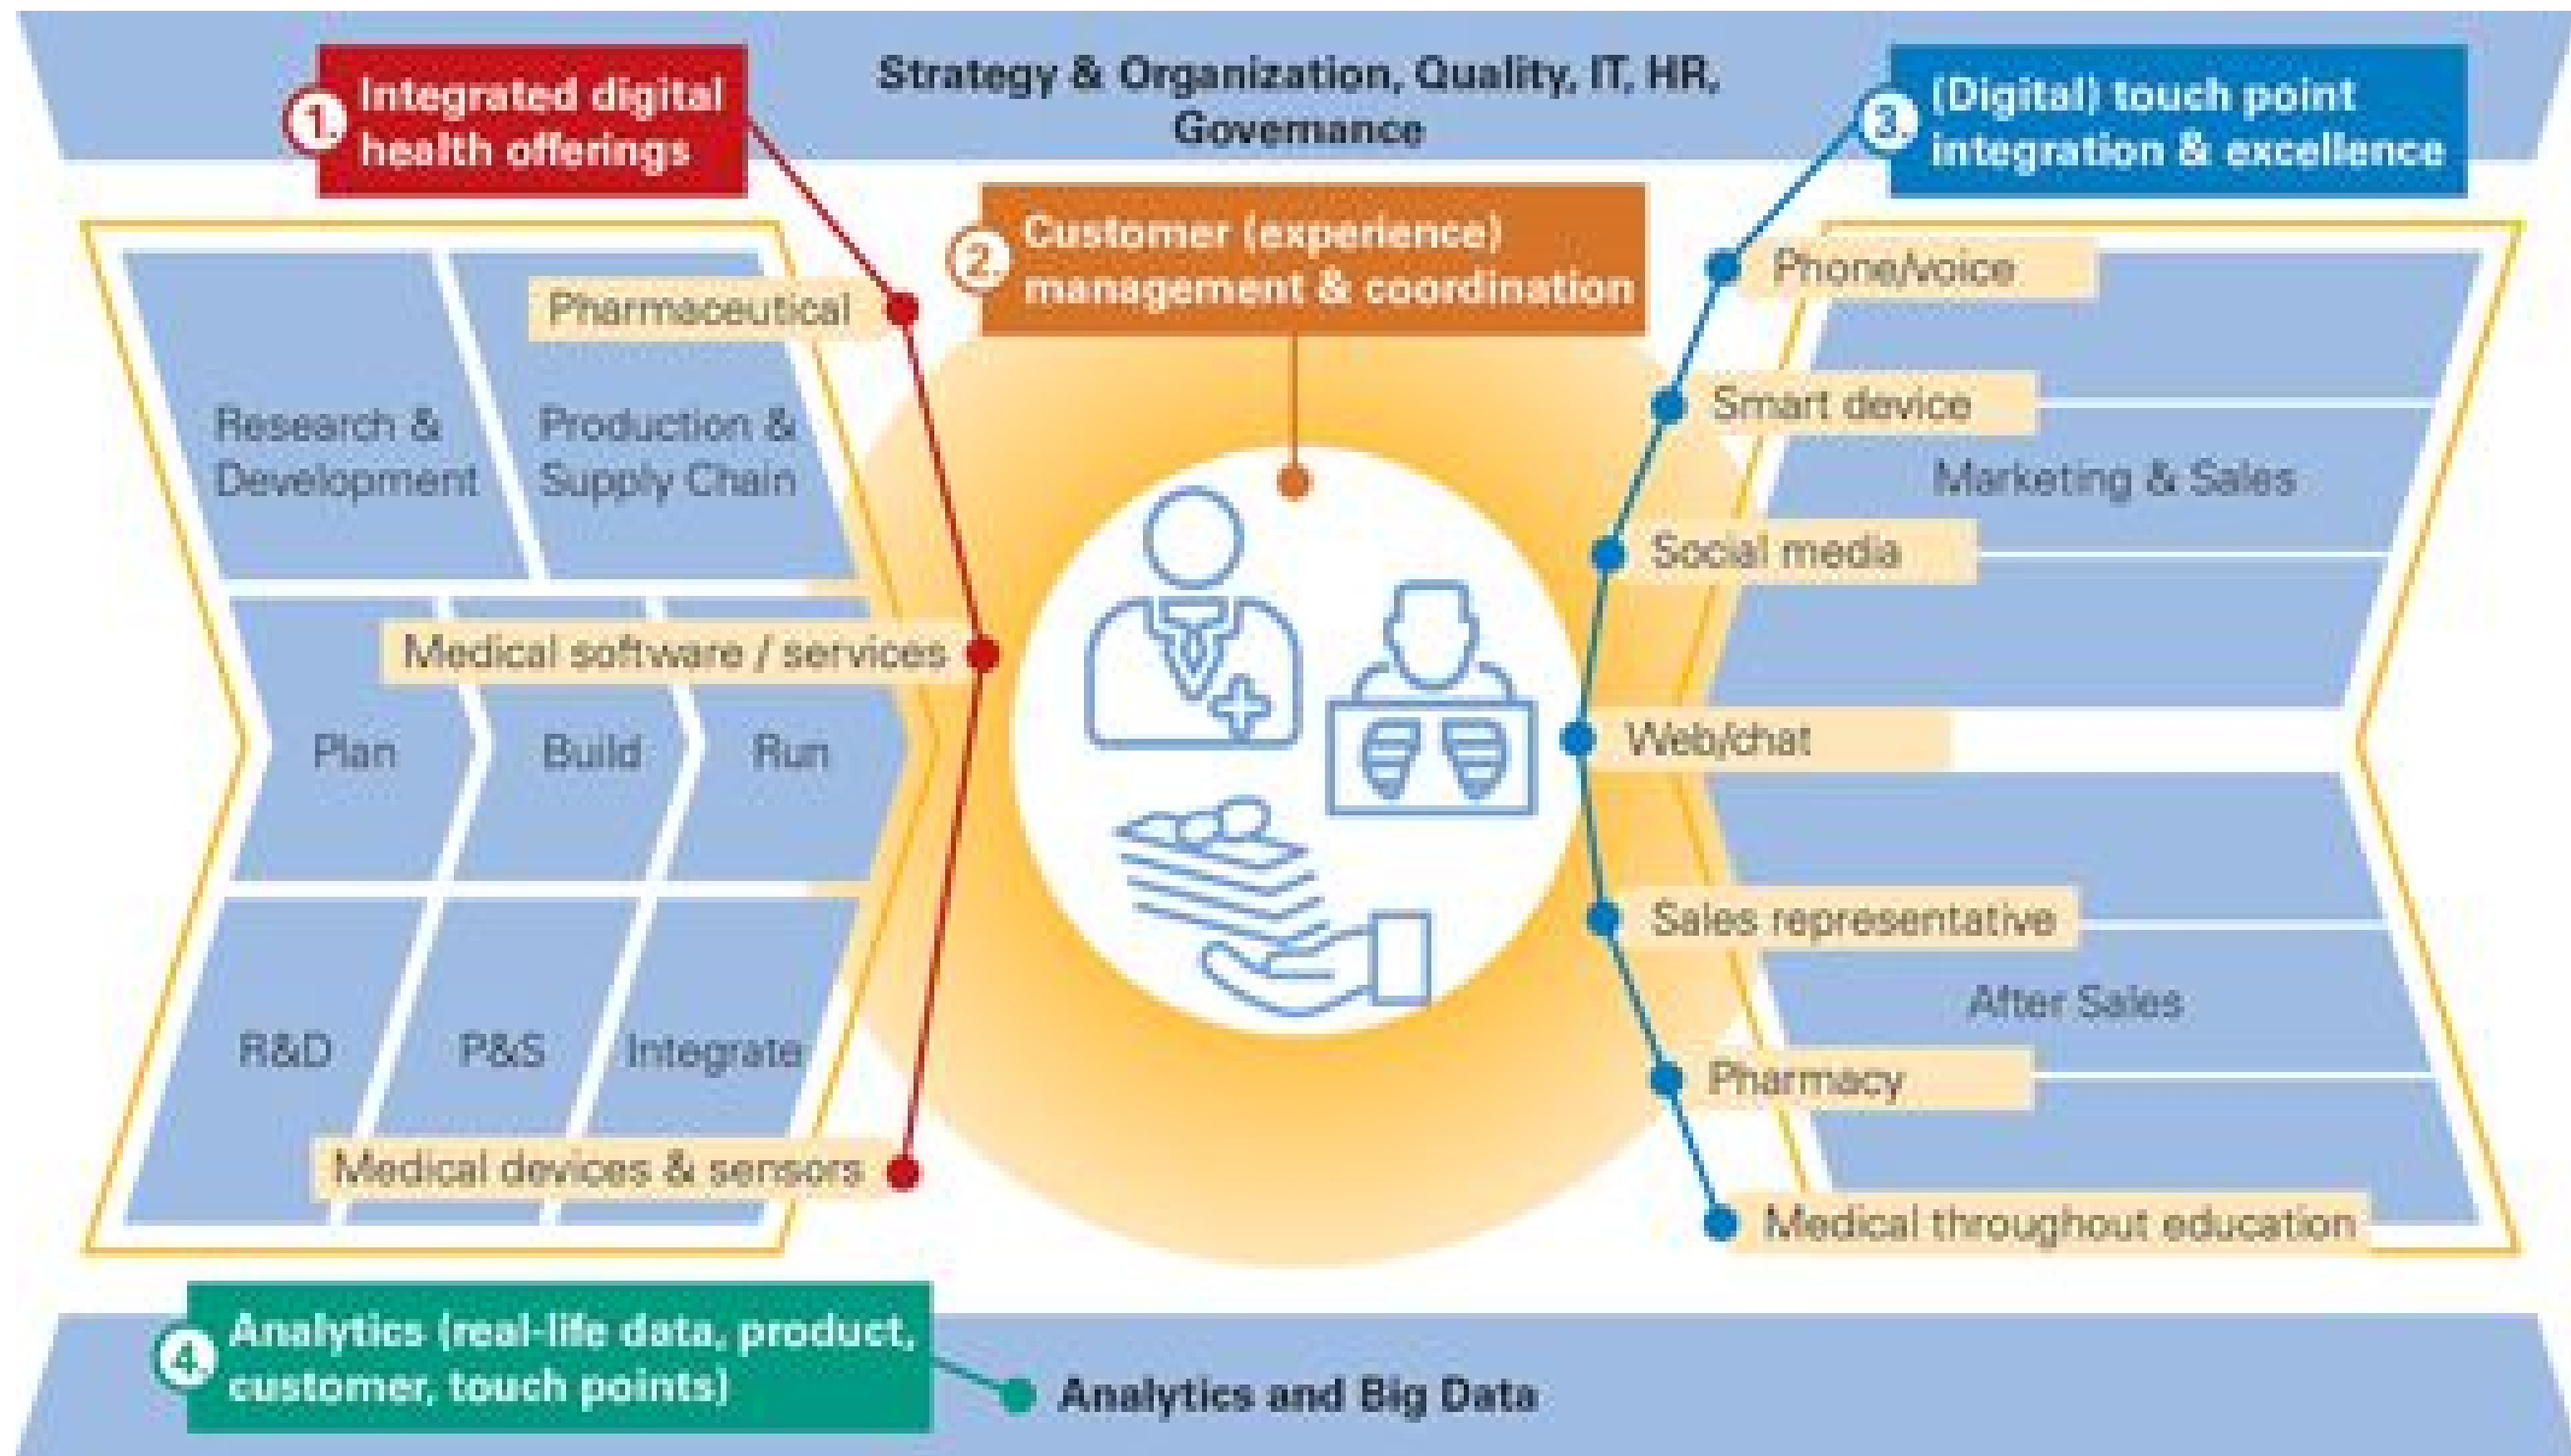 Strategy & Organization, Quality, IT, HR,
Governance
1.
Integrated digital
health offerings
2.
Customer (experience)
management & coordination
3.
(Digital) touch point
integration & excellence
Pharmaceutical
Research &
Development
Production &
Supply Chain
Medical software / services
Plan
Build
Run
R&D
P&S
Integrate
Medical devices & sensors
Phone/voice
Smart device
Marketing & Sales
Social media
Web/chat
Sales representative
After Sales
Pharmacy
Medical throughout education
4.
Analytics (real-life data, product,
customer, touch points)
Analytics and Big Data